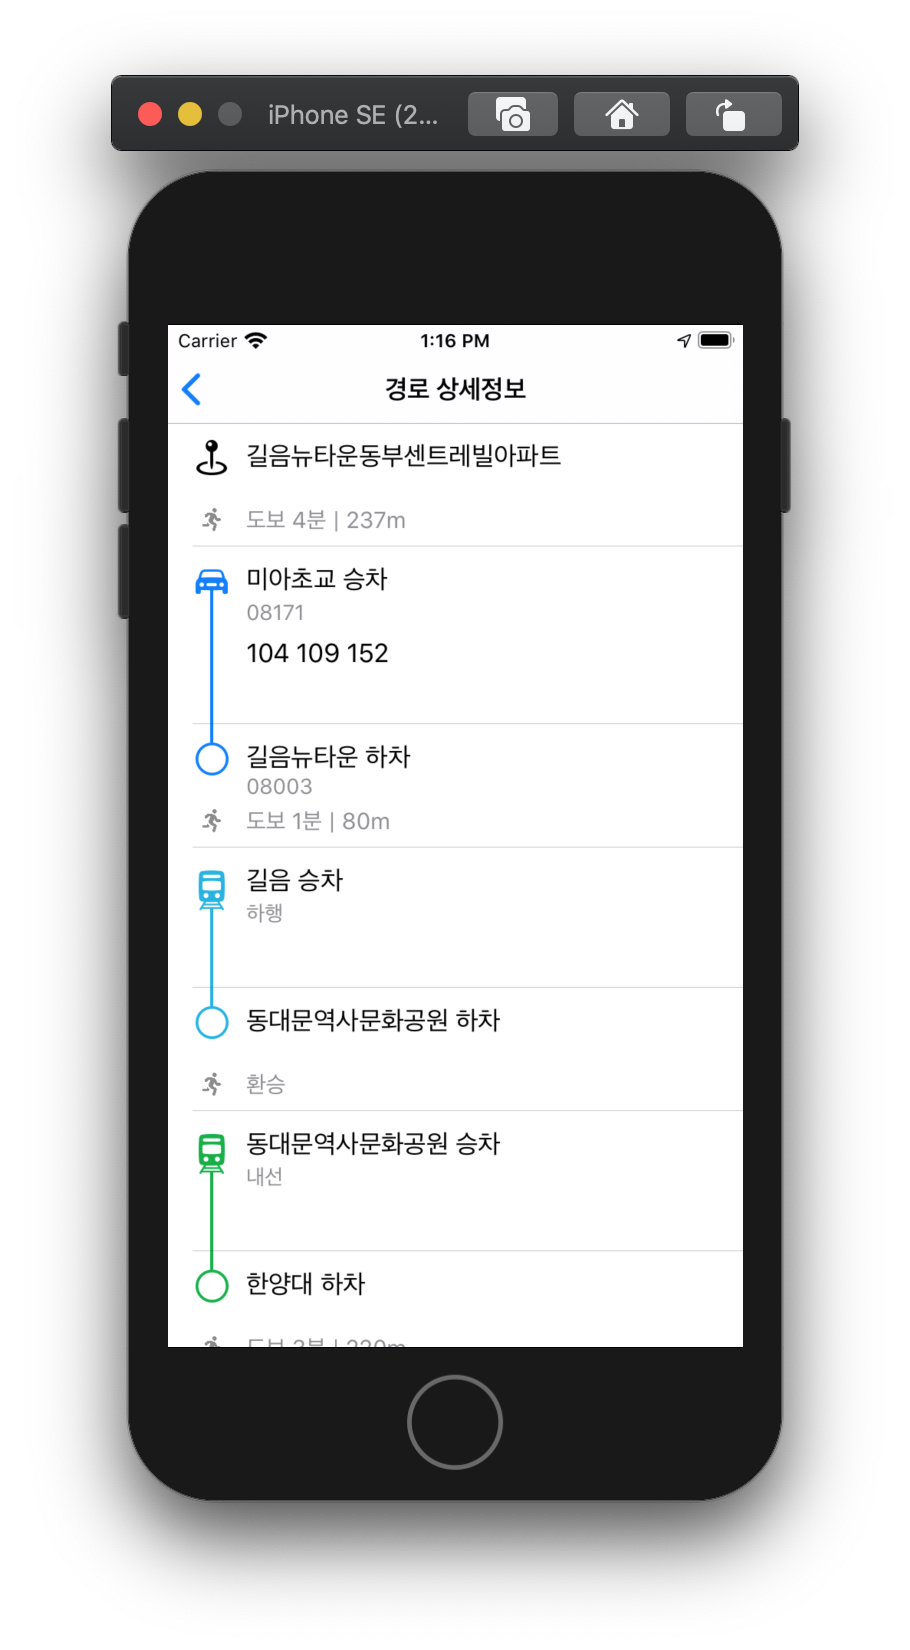 iPhone SE (2...
Carrier 1:16 PM
경로 상세정보
길음뉴타운동부센트레빌아파트
도보 4분 | 237m
미아초교 승차
08171
104 109 152
길음뉴타운 하차
08003
도보 1분 | 80m
길음 승차
하행
동대문역사문화공원 하차
환승
동대문역사문화공원 승차
내선
한양대 하차
도보